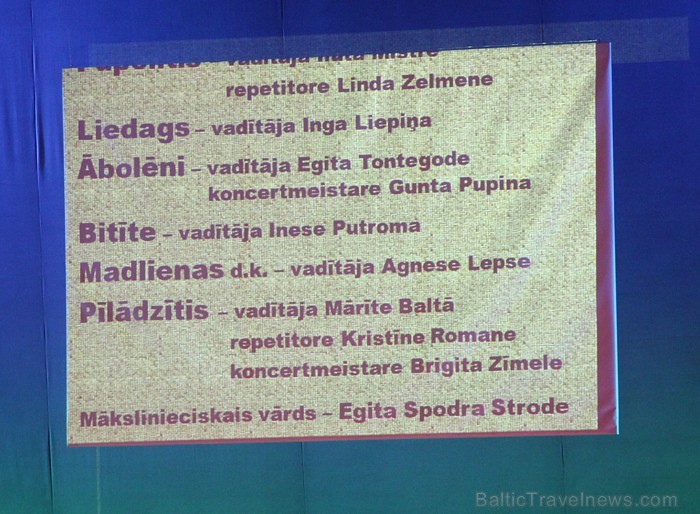 repetitore Linda Zelmene
Liedags – vadītāja Inga Liepiņa
Ābolēni – vadītāja Egita Tontegode
koncertmeistare Gunta Pupina
Bitīte – vadītāja Inese Putroma
Madlienas d.k. – vadītāja Agnese Lepse
Pīlādzītis – vadītāja Mārīte Baltā
repetitore Kristīne Romane
koncertmeistare Brigita Zīmele
Mākslinieciskais vārds – Egita Spodra Strode
BalticTravelnews.com